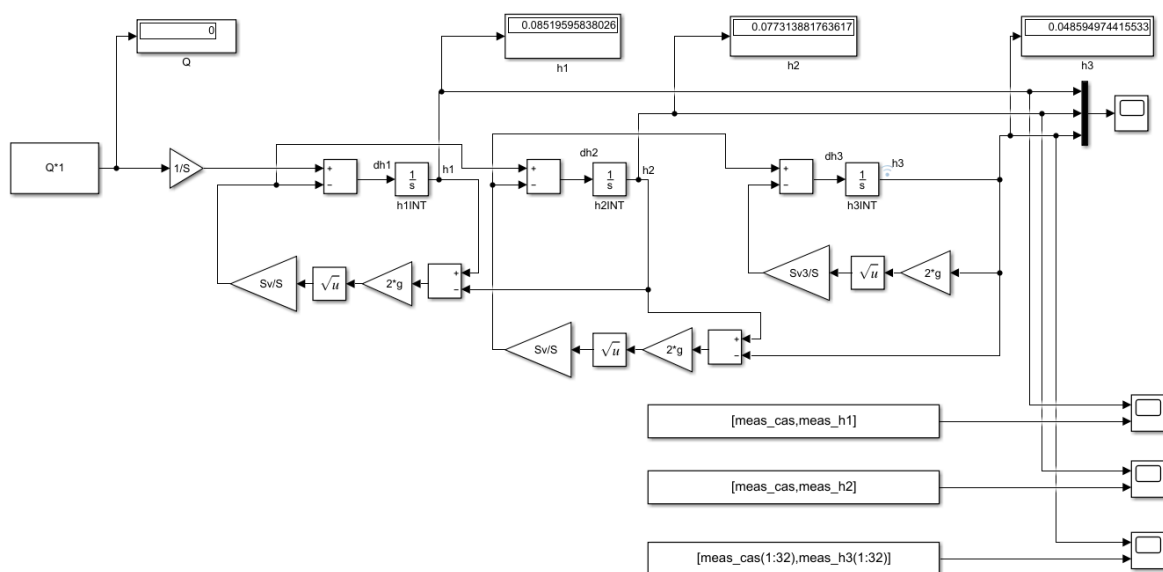 0
Q
0.08519595838026
h1
0.077313881763617
h2
0.048594974415533
h3
Q*1
1/S
+
−
dh1
1
s
h1
h1INT
+
−
dh2
1
s
h2
h2INT
+
−
dh3
1
s
h3
h3INT
Sv/S
√u
2*g
+
−
Sv3/S
√u
2*g
Sv/S
√u
2*g
+
−
[meas_cas,meas_h1]
[meas_cas,meas_h2]
[meas_cas(1:32),meas_h3(1:32)]